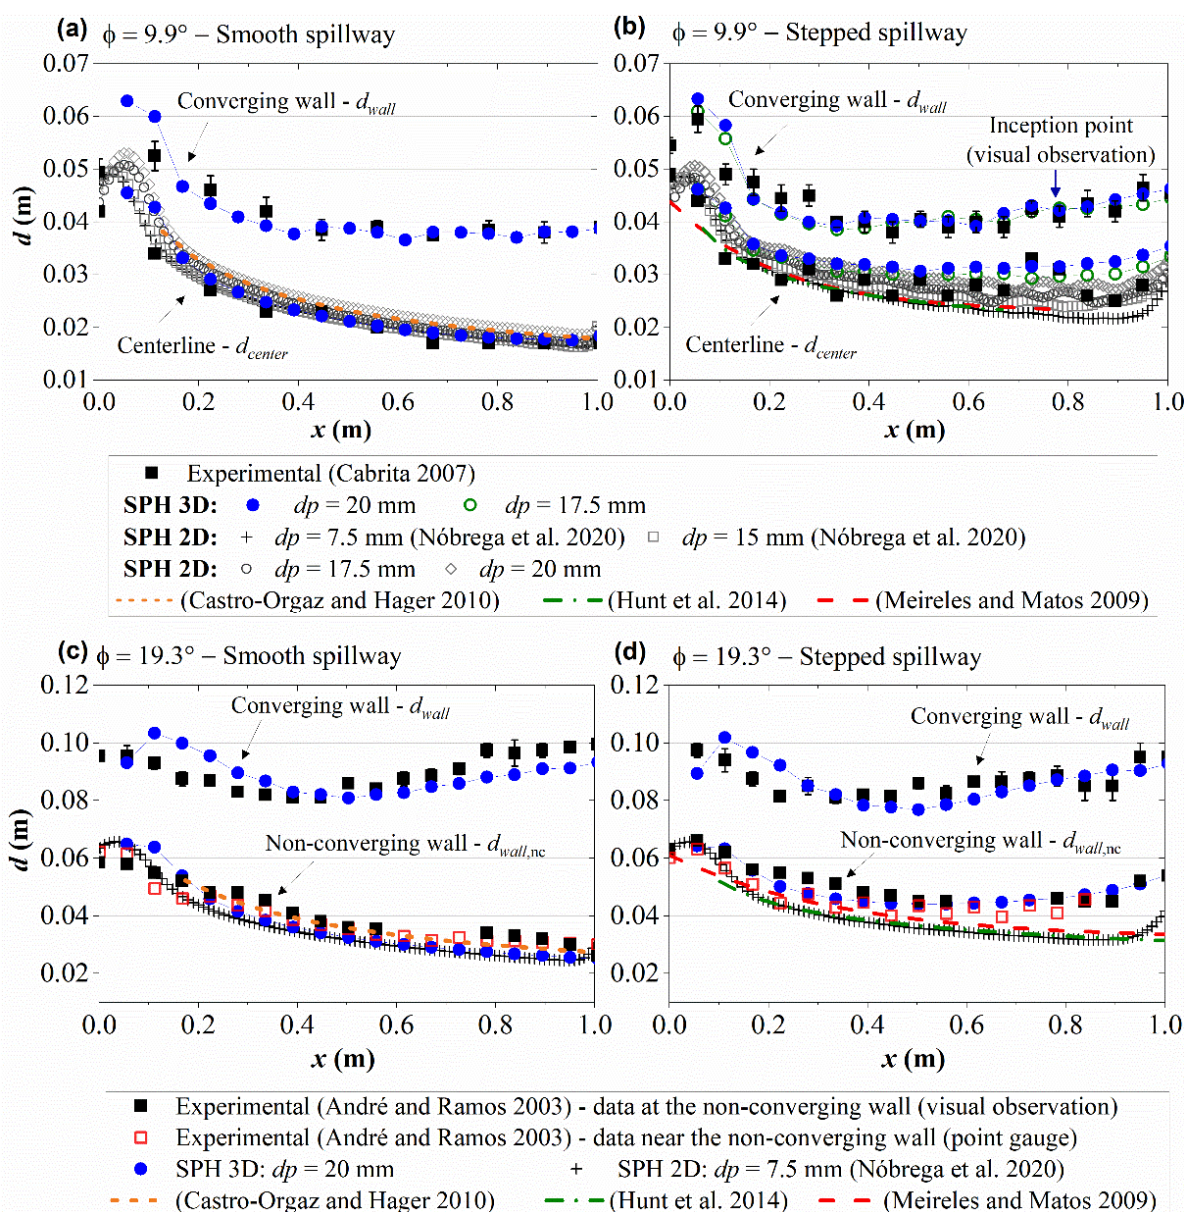 (a) ϕ = 9.9° – Smooth spillway
0.07
0.06
0.05
0.04
0.03
0.02
0.01
d (m)
Converging wall - d_wall
Centerline - d_center
0.0 0.2 0.4 0.6 0.8 1.0
x (m)
(b) ϕ = 9.9° – Stepped spillway
0.07
0.06
0.05
0.04
0.03
0.02
0.01
Converging wall - d_wall
Inception point
(visual observation)
Centerline - d_center
0.0 0.2 0.4 0.6 0.8 1.0
x (m)
Experimental (Cabrita 2007)
SPH 3D: dp = 20 mm dp = 17.5 mm
SPH 2D: dp = 7.5 mm (Nóbrega et al. 2020) dp = 15 mm (Nóbrega et al. 2020)
SPH 2D: dp = 17.5 mm dp = 20 mm
(Castro-Orgaz and Hager 2010) (Hunt et al. 2014) (Meireles and Matos 2009)
(c) ϕ = 19.3° – Smooth spillway
0.12
0.10
0.08
0.06
0.04
0.02
d (m)
Converging wall - d_wall
Non-converging wall - d_wall,nc
0.0 0.2 0.4 0.6 0.8 1.0
x (m)
(d) ϕ = 19.3° – Stepped spillway
0.12
0.10
0.08
0.06
0.04
0.02
Converging wall - d_wall
Non-converging wall - d_wall,nc
0.0 0.2 0.4 0.6 0.8 1.0
x (m)
Experimental (André and Ramos 2003) - data at the non-converging wall (visual observation)
Experimental (André and Ramos 2003) - data near the non-converging wall (point gauge)
SPH 3D: dp = 20 mm SPH 2D: dp = 7.5 mm (Nóbrega et al. 2020)
(Castro-Orgaz and Hager 2010) (Hunt et al. 2014) (Meireles and Matos 2009)